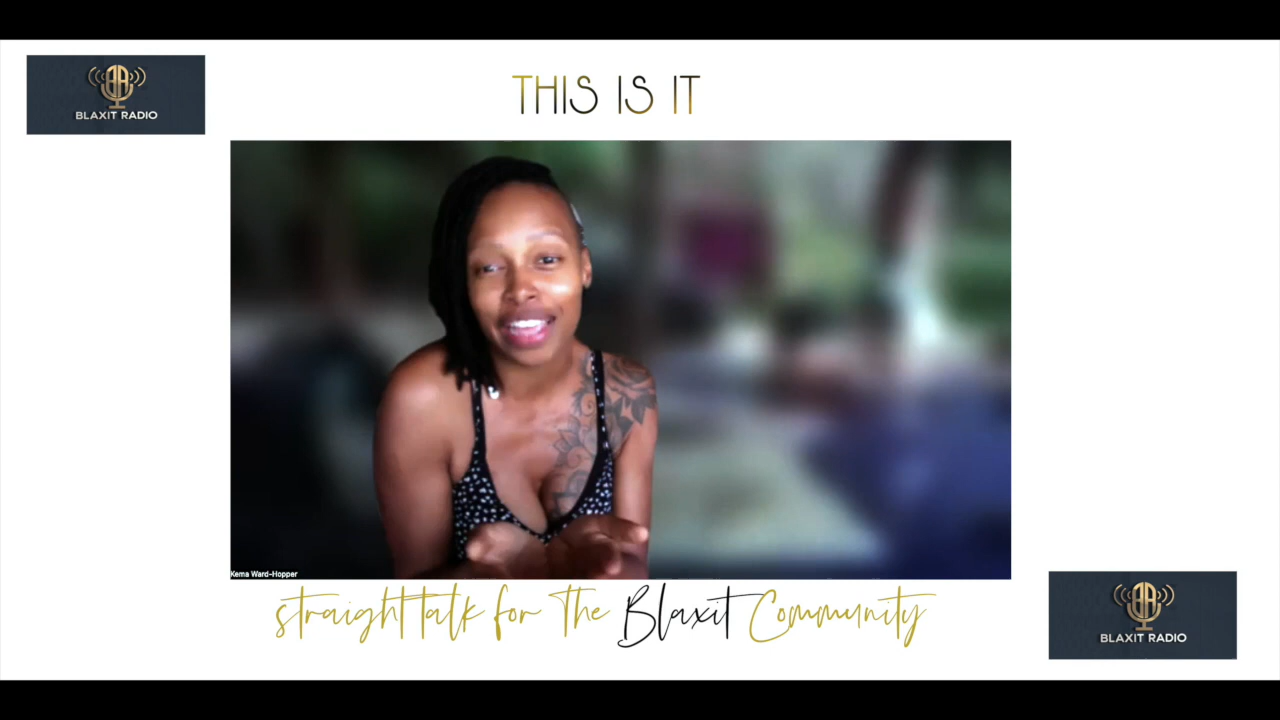 BLAXIT RADIO
THIS IS IT
Kema Ward-Hopper
straight talk for the Blaxit Community
BLAXIT RADIO